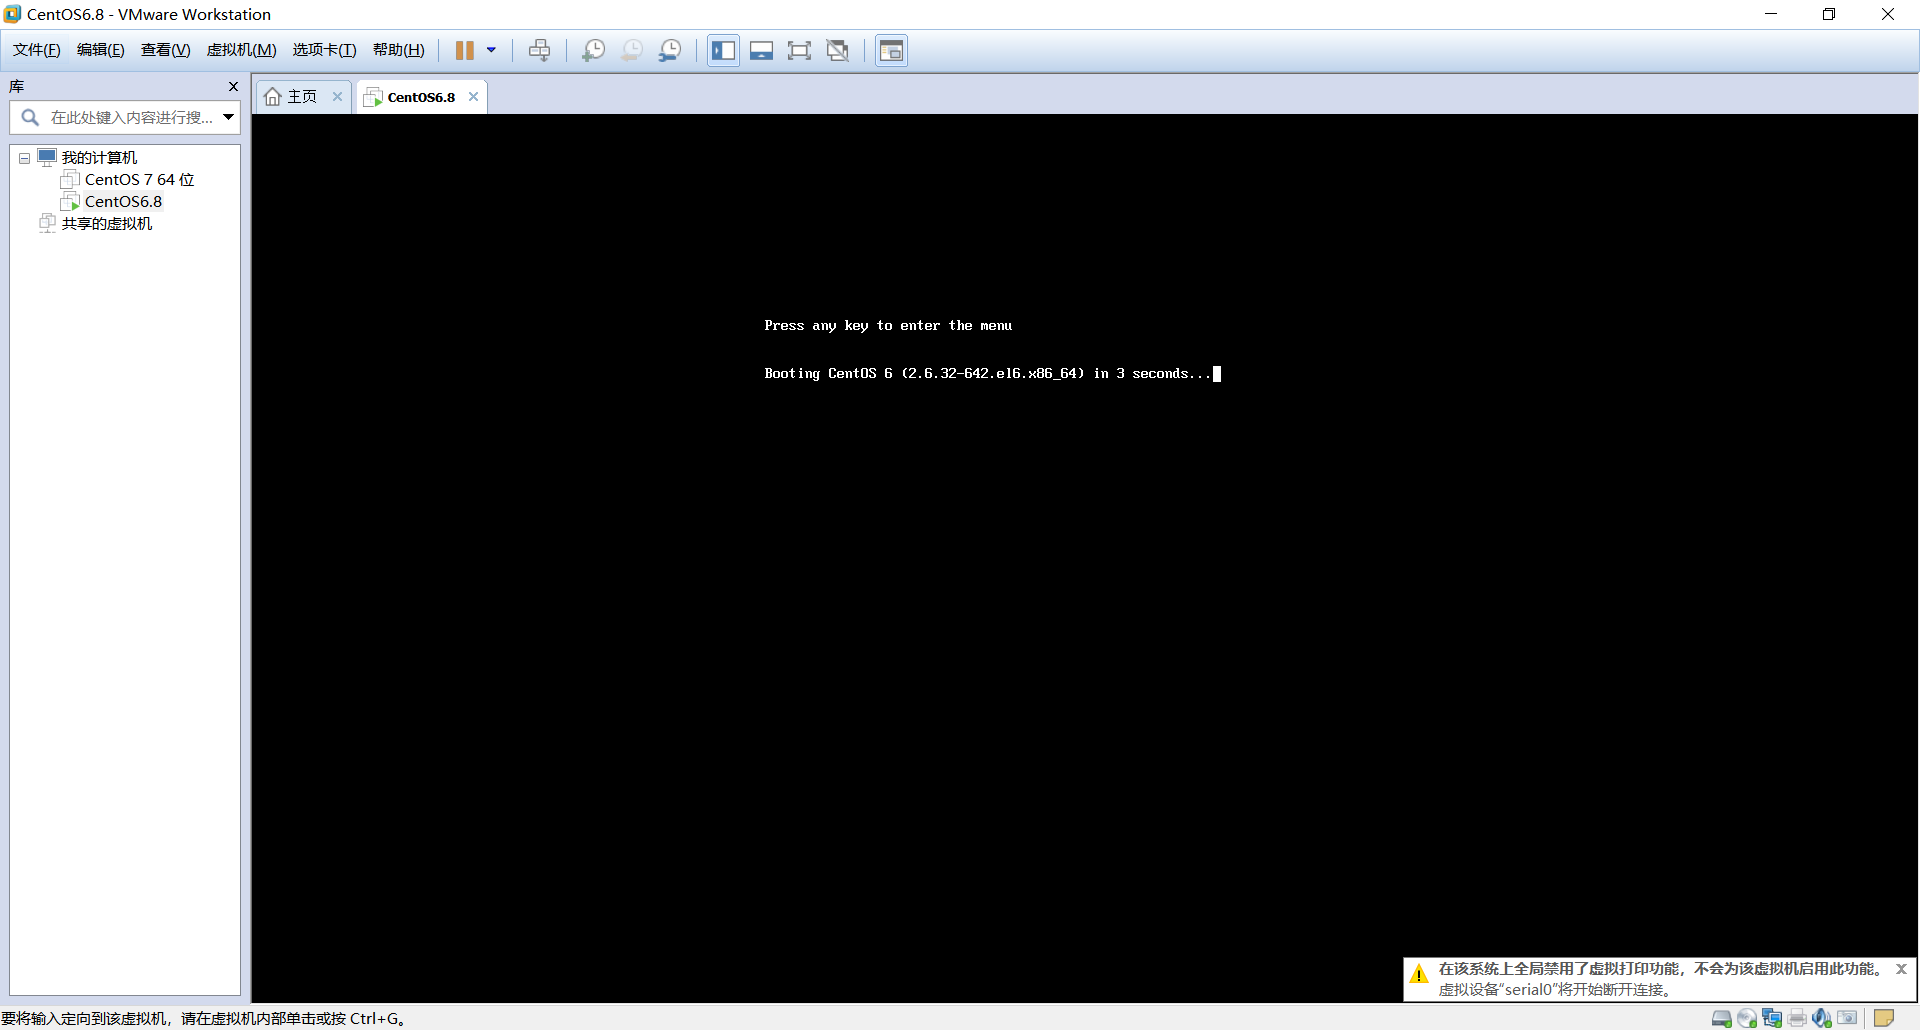 CentOS6.8 - VMware Workstation
文件(F) 编辑(E) 查看(V) 虚拟机(M) 选项卡(T) 帮助(H)
库
在此处键入内容进行搜...
我的计算机
CentOS 7 64 位
CentOS6.8
共享的虚拟机
主页
CentOS6.8
Press any key to enter the menu
Booting CentOS 6 (2.6.32-642.el6.x86_64) in 3 seconds...
在该系统上全局禁用了虚拟打印功能，不会为该虚拟机启用此功能。
虚拟设备“serial0”将开始断开连接。
要将输入定向到该虚拟机，请在虚拟机内部单击或按 Ctrl+G。